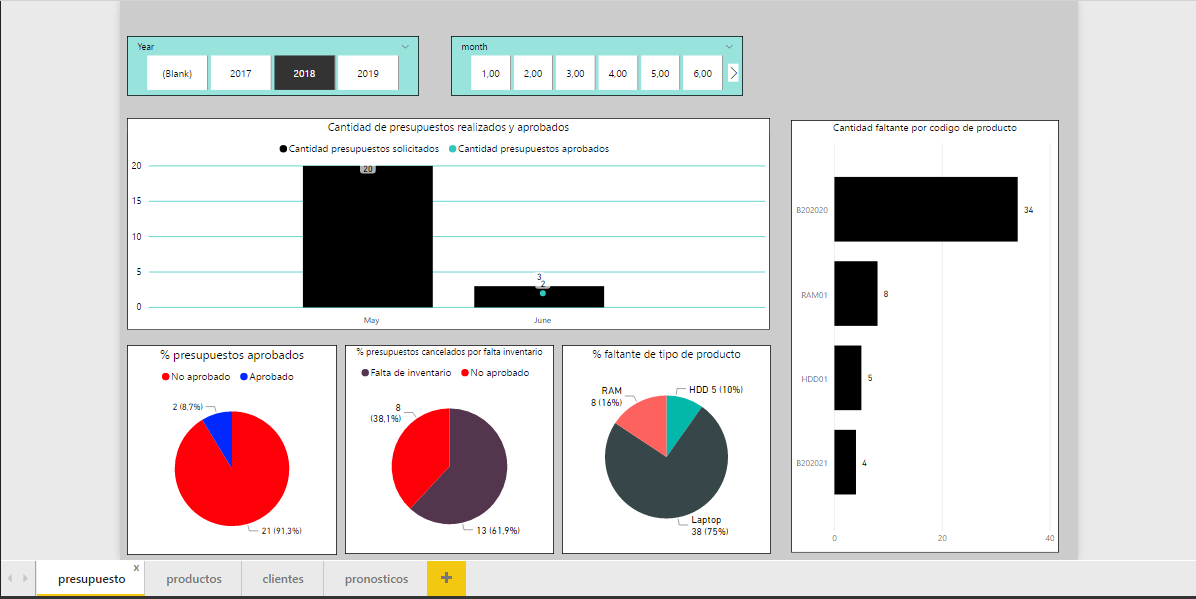 Year
(Blank) 2017 2018 2019
month
1,00 2,00 3,00 4,00 5,00 6,00
Cantidad de presupuestos realizados y aprobados
Cantidad presupuestos solicitados Cantidad presupuestos aprobados
20
15
10
5
0
20
3
2
May June
Cantidad faltante por codigo de producto
B202020 34
RAM01 8
HDD01 5
B202021 4
0 20 40
% presupuestos aprobados
No aprobado Aprobado
2 (8,7%)
21 (91,3%)
% presupuestos cancelados por falta inventario
Falta de inventario No aprobado
8
(38,1%)
13 (61,9%)
% faltante de tipo de producto
RAM
8 (16%)
HDD 5 (10%)
Laptop
38 (75%)
presupuesto x productos clientes pronosticos +